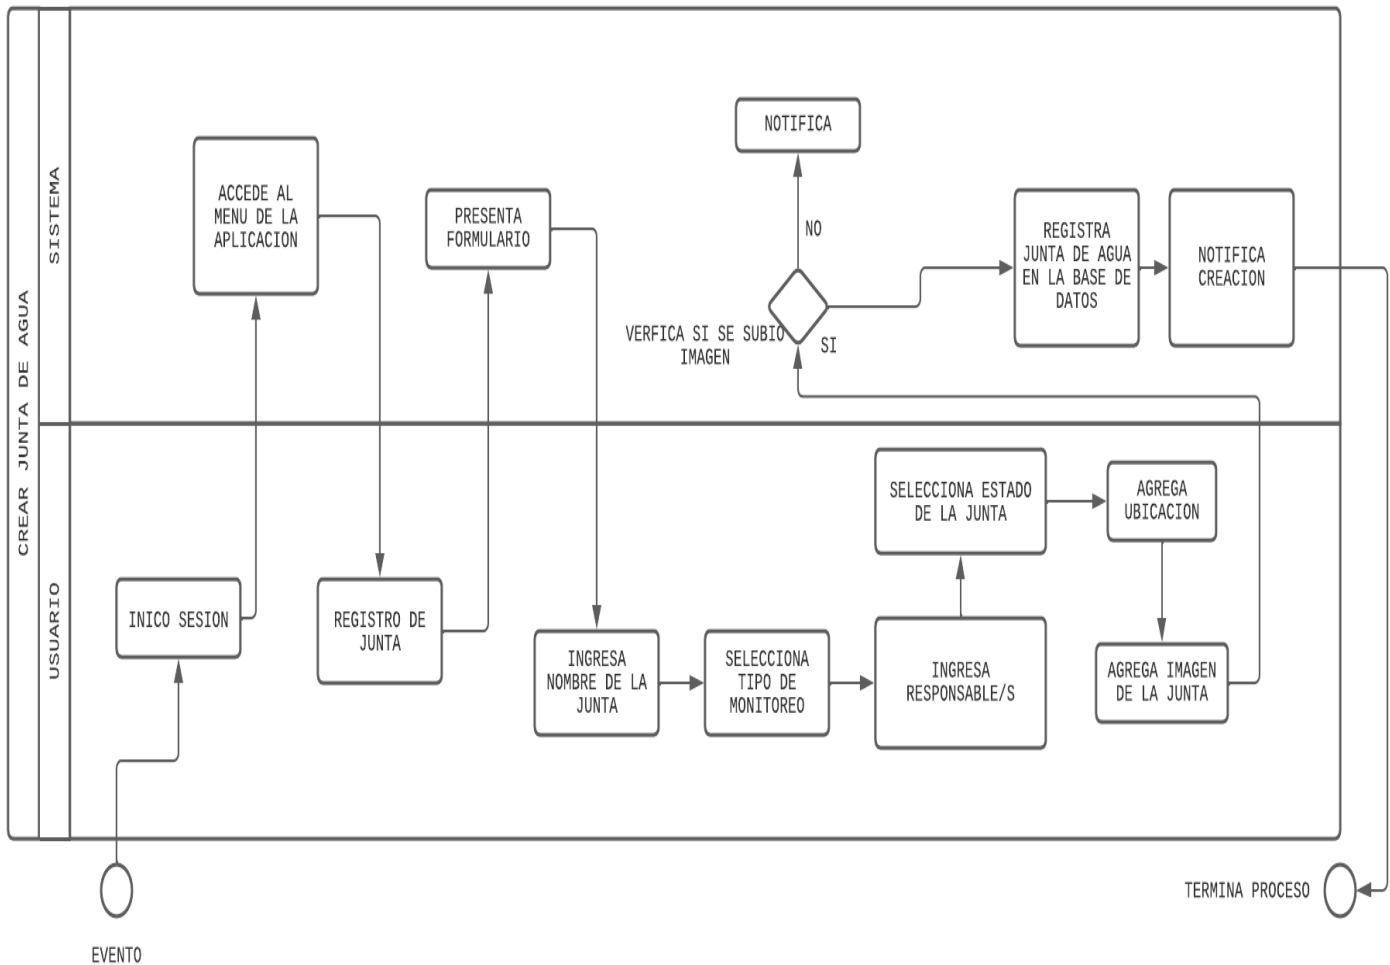 CREAR JUNTA DE AGUA
SISTEMA
ACCEDE AL
MENU DE LA
APLICACION
PRESENTA
FORMULARIO
NOTIFICA
NO
VERFICA SI SE SUBIO
IMAGEN
SI
REGISTRA
JUNTA DE AGUA
EN LA BASE DE
DATOS
NOTIFICA
CREACION
USUARIO
INICO SESION
REGISTRO DE
JUNTA
INGRESA
NOMBRE DE LA
JUNTA
SELECCIONA
TIPO DE
MONITOREO
INGRESA
RESPONSABLE/S
SELECCIONA ESTADO
DE LA JUNTA
AGREGA
UBICACION
AGREGA IMAGEN
DE LA JUNTA
EVENTO
TERMINA PROCESO